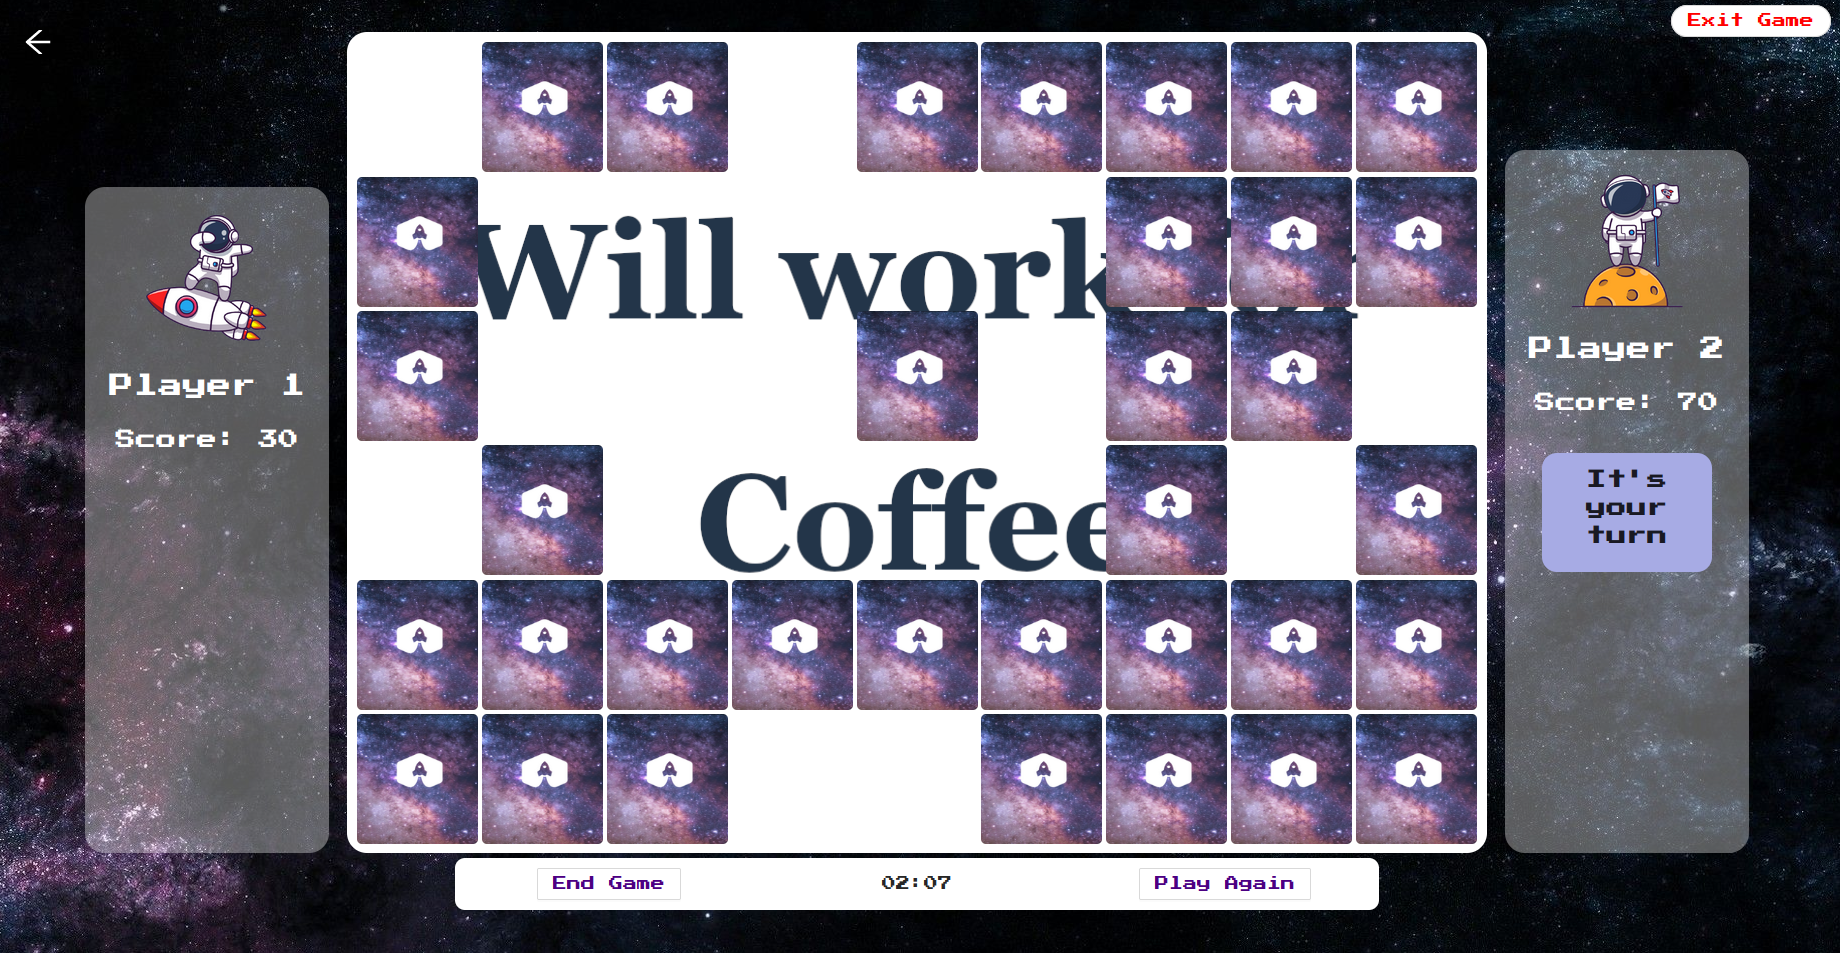 Exit Game
Will work
Coffee
Player 1
Score: 30
Player 2
Score: 70
It's
your
turn
End Game
02:07
Play Again